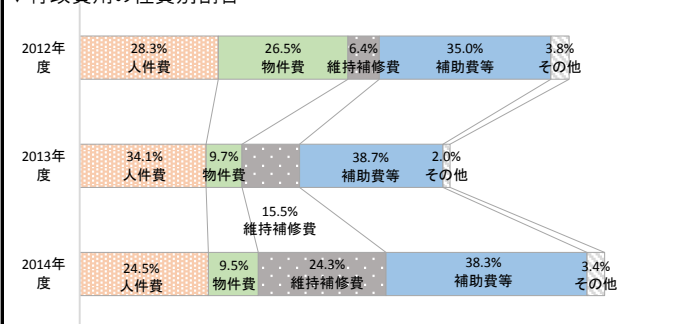 行政費用の性質別割合
2012年
度
28.3%
人件費
26.5%
物件費
6.4%
維持補修費
35.0%
補助費等
3.8%
その他
2013年
度
34.1%
人件費
9.7%
物件費
15.5%
維持補修費
38.7%
補助費等
2.0%
その他
2014年
度
24.5%
人件費
9.5%
物件費
24.3%
維持補修費
38.3%
補助費等
3.4%
その他